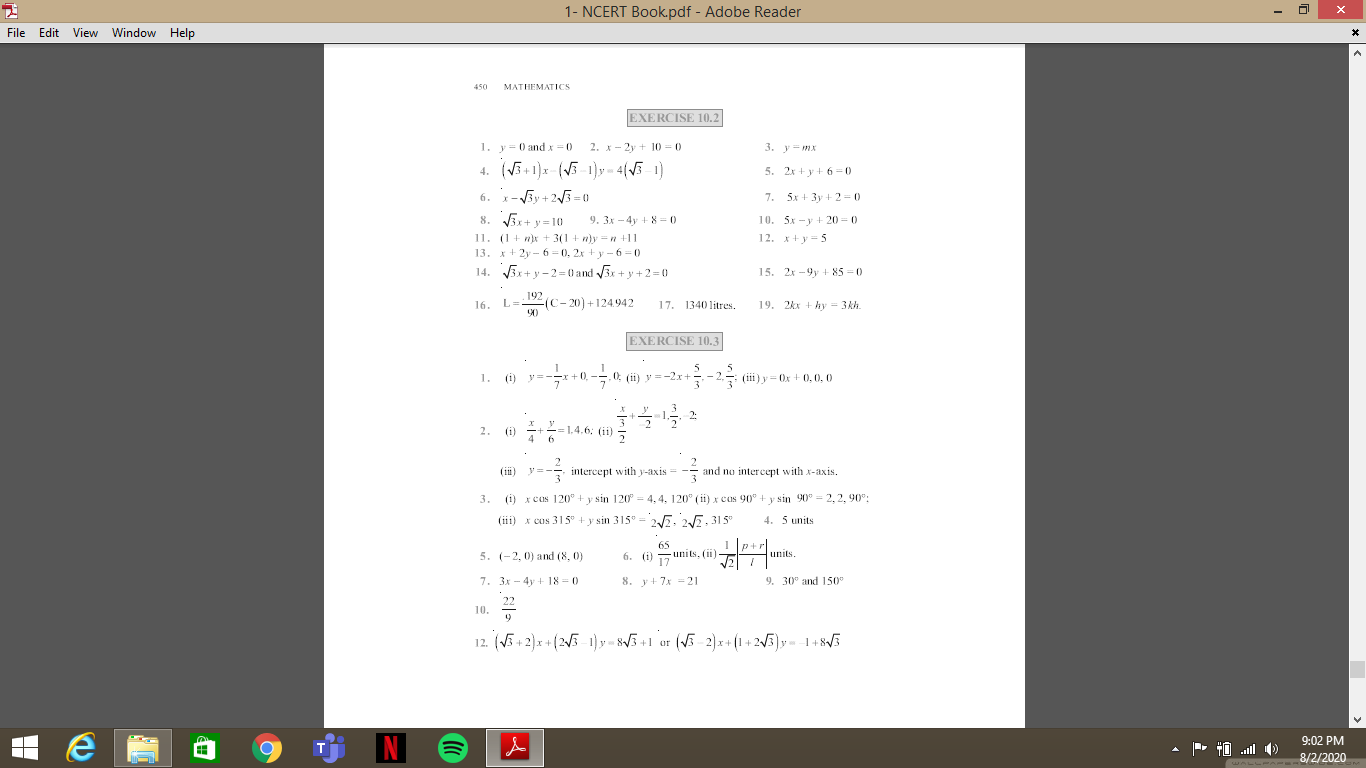 1- NCERT Book.pdf - Adobe Reader
File Edit View Window Help
450 MATHEMATICS
EXERCISE 10.2
1. y = 0 and x = 0 2. x – 2y + 10 = 0 3. y = mx
4. (√3 + 1)x – (√3 – 1)y = 4(√3 – 1) 5. 2x + y + 6 = 0
6. x – √3y + 2√3 = 0 7. 5x + 3y + 2 = 0
8. √3x + y = 10 9. 3x – 4y + 8 = 0 10. 5x – y + 20 = 0
11. (1 + n)x + 3(1 + n)y = n +11 12. x + y = 5
13. x + 2y – 6 = 0, 2x + y – 6 = 0
14. √3x + y – 2 = 0 and √3x + y + 2 = 0 15. 2x – 9y + 85 = 0
16. L = .192/90 (C – 20) + 124.942 17. 1340 litres. 19. 2kx + hy = 3kh.
EXERCISE 10.3
1. (i) y = –1/7 x + 0, –1/7, 0; (ii) y = –2x + 5/3, –2, 5/3; (iii) y = 0x + 0, 0, 0
2. (i) x/4 + y/6 = 1, 4, 6; (ii) x/(3/2) + y/–2 = 1, 3/2, –2;
(iii) y = –2/3, intercept with y-axis = –2/3 and no intercept with x-axis.
3. (i) x cos 120° + y sin 120° = 4, 4, 120° (ii) x cos 90° + y sin 90° = 2, 2, 90°;
(iii) x cos 315° + y sin 315° = 2√2, 2√2, 315° 4. 5 units
5. (– 2, 0) and (8, 0) 6. (i) 65/17 units, (ii) 1/√2 |p + r / l| units.
7. 3x – 4y + 18 = 0 8. y + 7x = 21 9. 30° and 150°
10. 22/9
12. (√3 + 2)x + (2√3 – 1)y = 8√3 + 1 or (√3 – 2)x + (1 + 2√3)y = –1 + 8√3
9:02 PM
8/2/2020